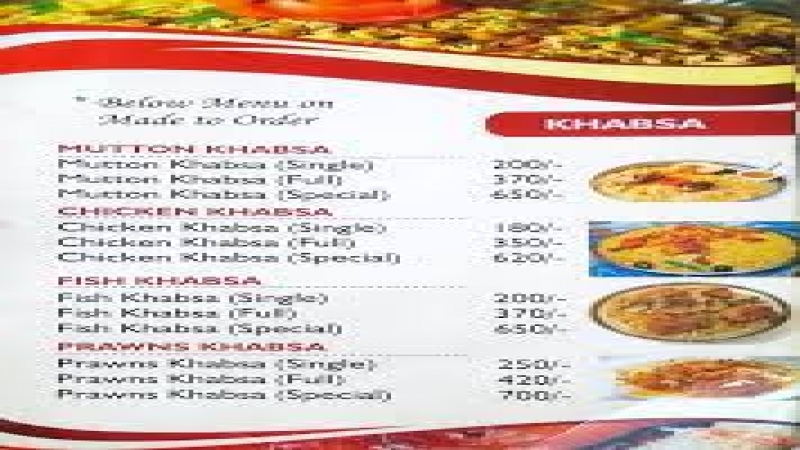 * Below Menu on
Made to Order
KHABSA
MUTTON KHABSA
Mutton Khabsa (Single) 200/-
Mutton Khabsa (Full) 370/-
Mutton Khabsa (Special) 650/-
CHICKEN KHABSA
Chicken Khabsa (Single) 180/-
Chicken Khabsa (Full) 350/-
Chicken Khabsa (Special) 620/-
FISH KHABSA
Fish Khabsa (Single) 200/-
Fish Khabsa (Full) 370/-
Fish Khabsa (Special) 650/-
PRAWNS KHABSA
Prawns Khabsa (Single) 250/-
Prawns Khabsa (Full) 420/-
Prawns Khabsa (Special) 700/-